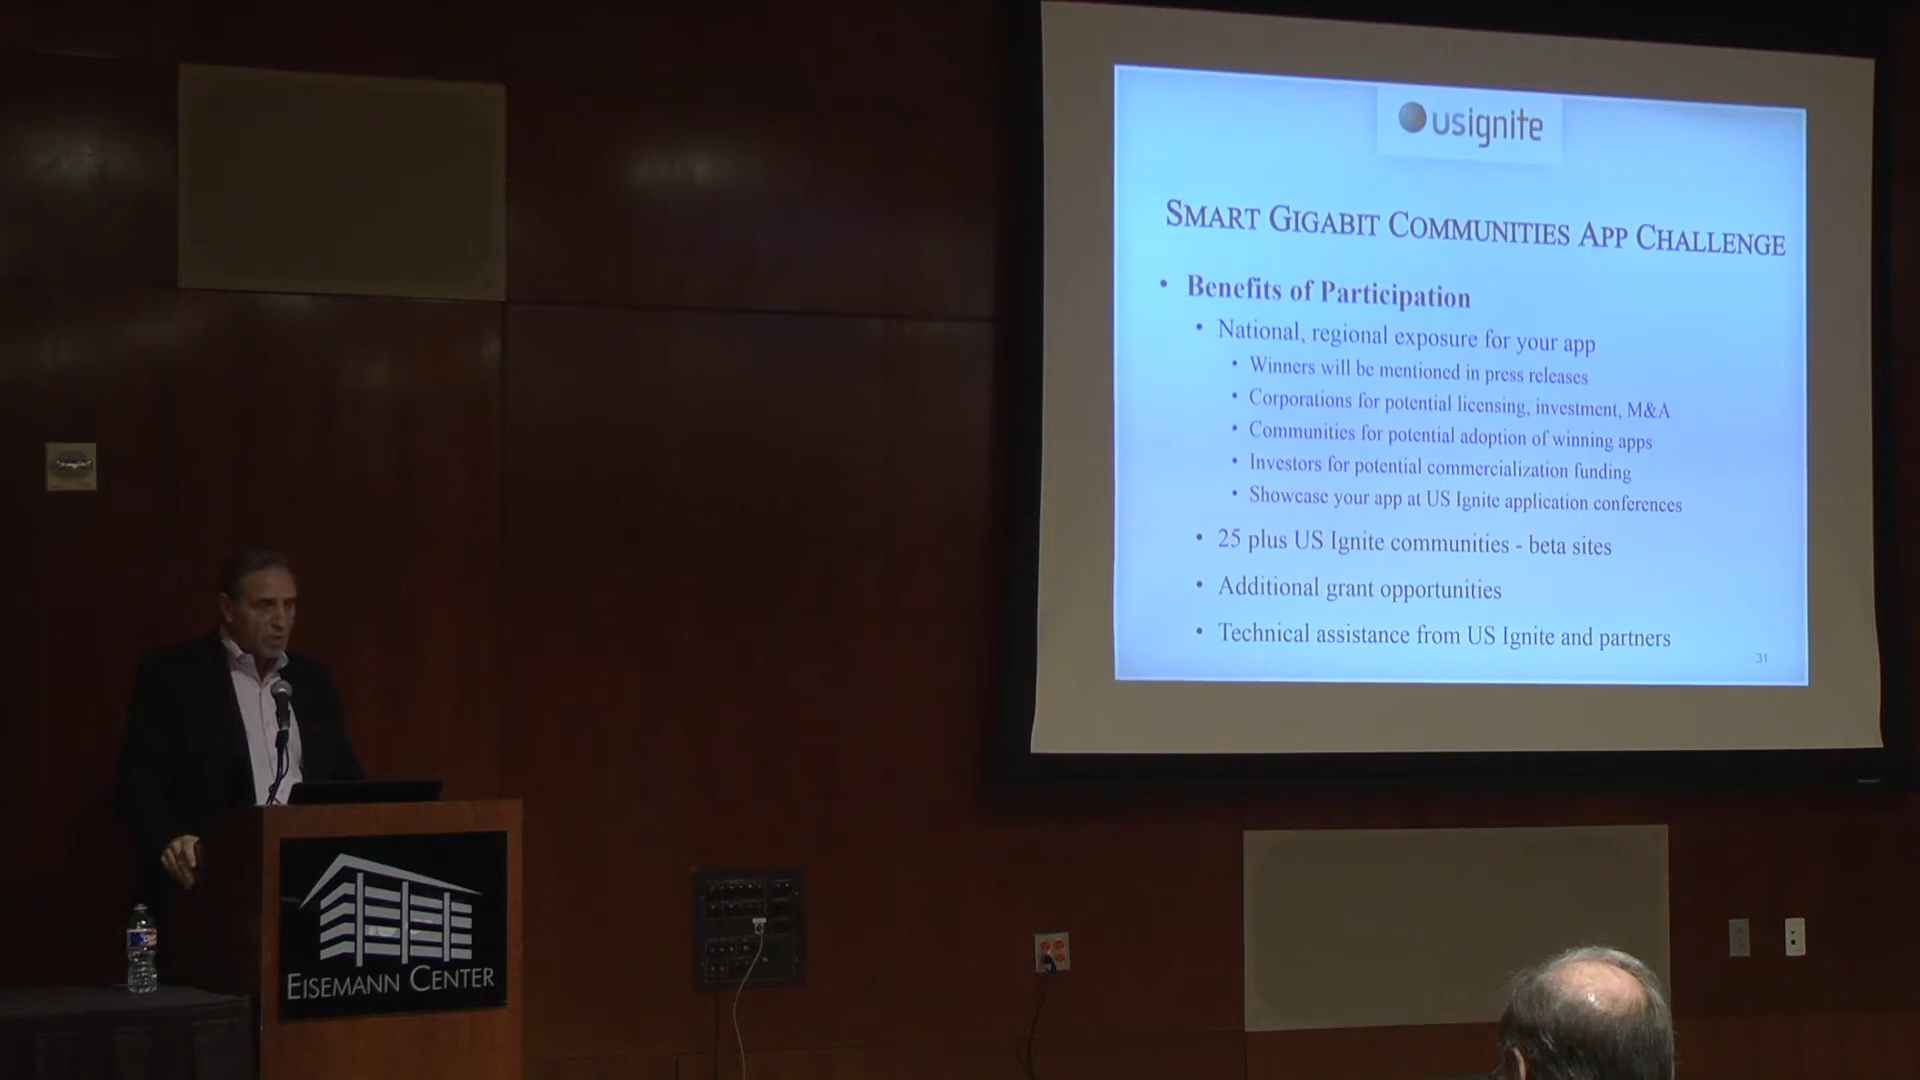 usignite
SMART GIGABIT COMMUNITIES APP CHALLENGE
• Benefits of Participation
• National, regional exposure for your app
• Winners will be mentioned in press releases
• Corporations for potential licensing, investment, M&A
• Communities for potential adoption of winning apps
• Investors for potential commercialization funding
• Showcase your app at US Ignite application conferences
• 25 plus US Ignite communities - beta sites
• Additional grant opportunities
• Technical assistance from US Ignite and partners
31
EISEMANN CENTER